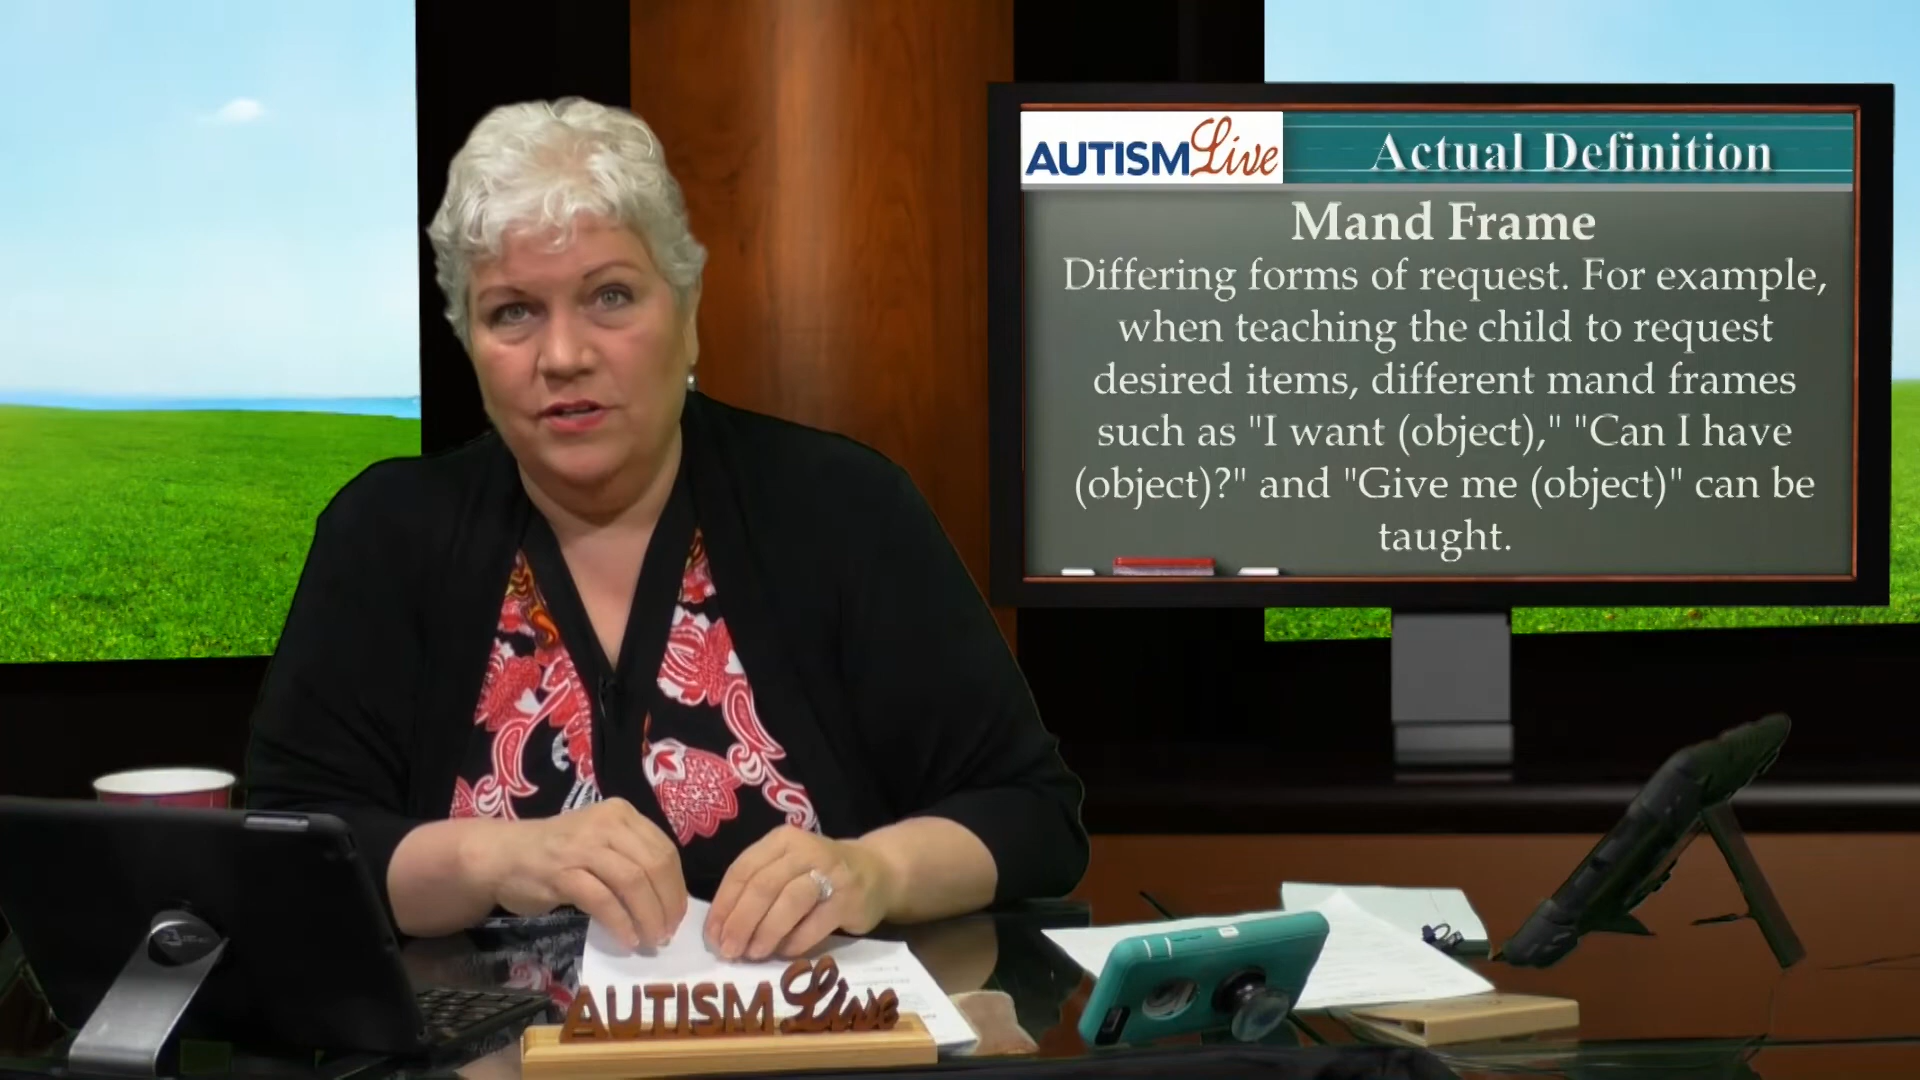 AUTISM Live
Actual Definition
Mand Frame
Differing forms of request. For example,
when teaching the child to request
desired items, different mand frames
such as "I want (object)," "Can I have
(object)?" and "Give me (object)" can be
taught.
AUTISM Live